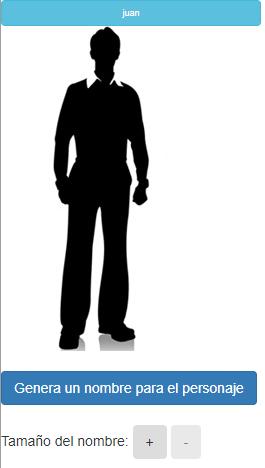 juan
Genera un nombre para el personaje
Tamaño del nombre: + -